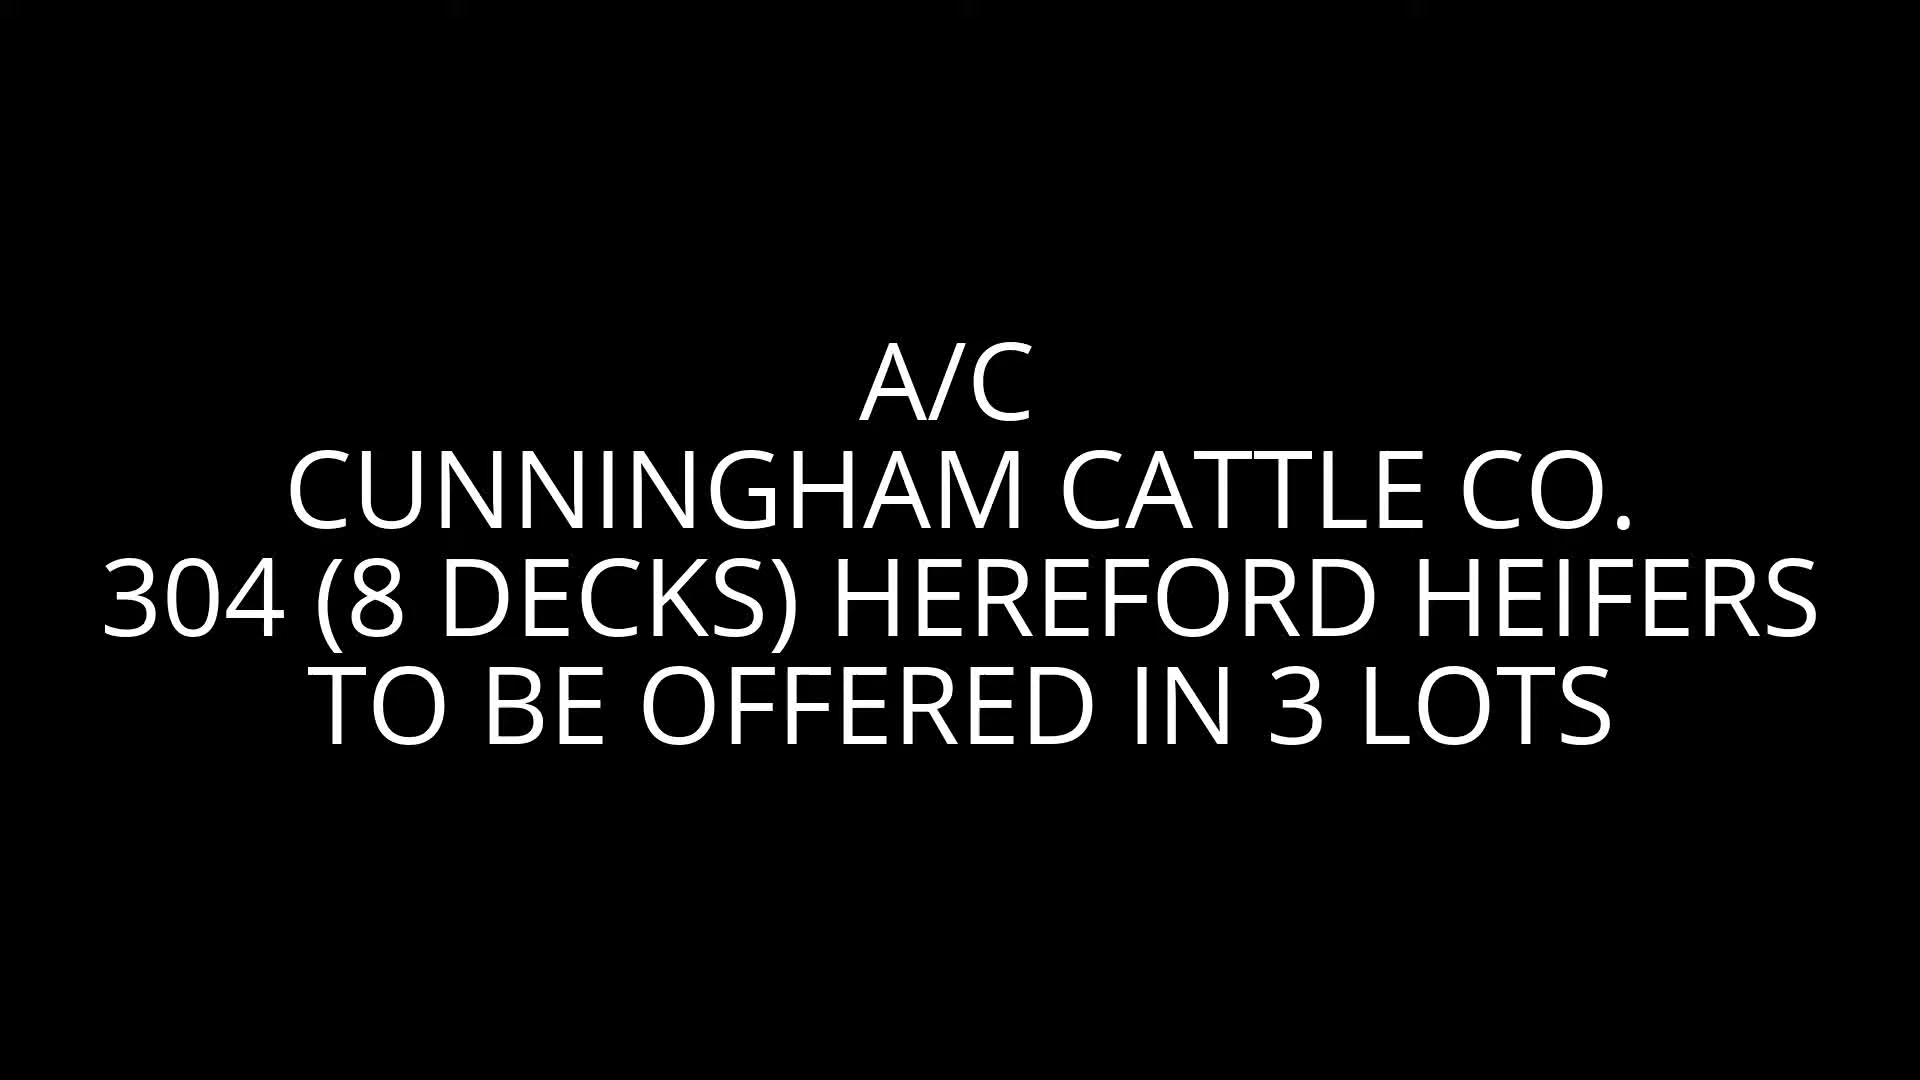 A/C
CUNNINGHAM CATTLE CO.
304 (8 DECKS) HEREFORD HEIFERS
TO BE OFFERED IN 3 LOTS